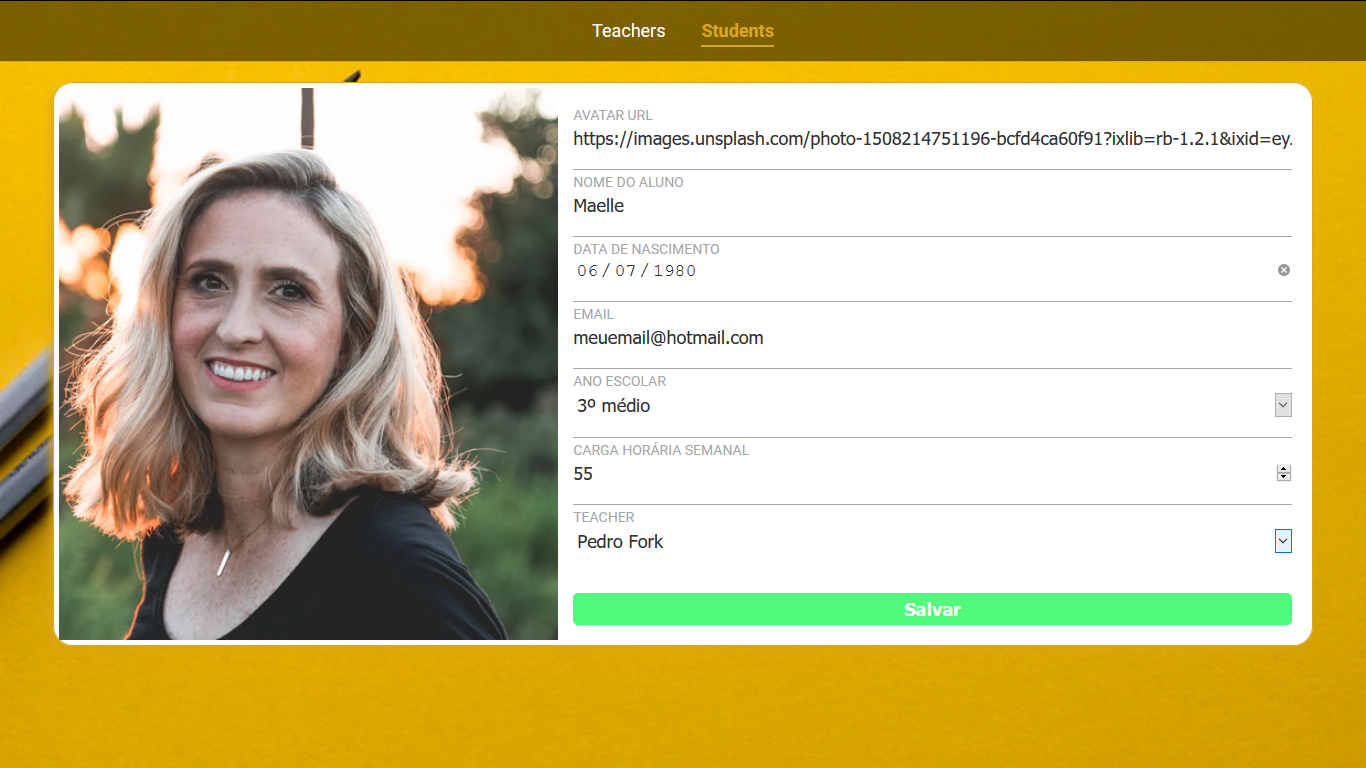 Teachers Students
AVATAR URL
https://images.unsplash.com/photo-1508214751196-bcfd4ca60f91?ixlib=rb-1.2.1&ixid=ey.
NOME DO ALUNO
Maelle
DATA DE NASCIMENTO
06 / 07 / 1980
EMAIL
meuemail@hotmail.com
ANO ESCOLAR
3º médio
CARGA HORÁRIA SEMANAL
55
TEACHER
Pedro Fork
Salvar